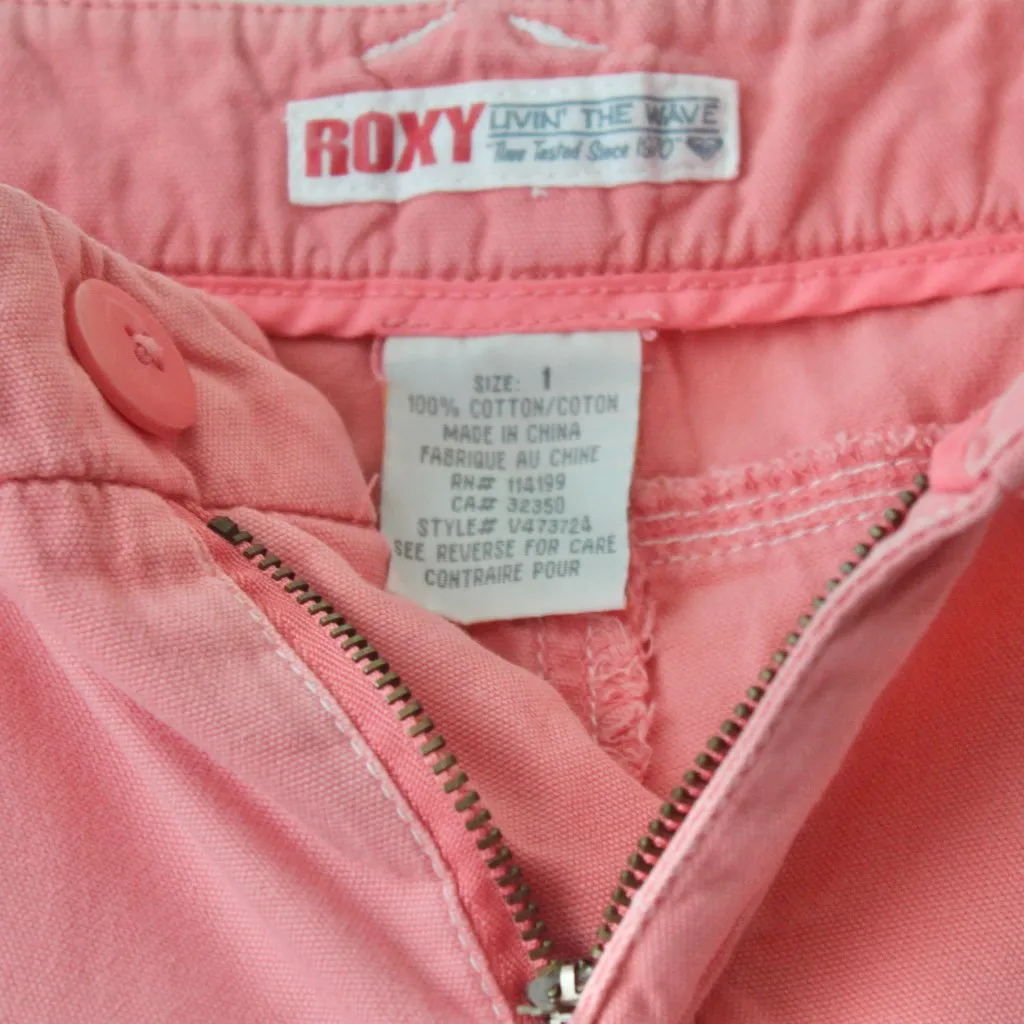 ROXY
LIVIN' THE WAVE
"Time Tested Since 1970"
SIZE: 1
100% COTTON/COTON
MADE IN CHINA
FABRIQUE AU CHINE
RN# 114199
CA# 32350
STYLE# V473724
SEE REVERSE FOR CARE
CONTRAIRE POUR